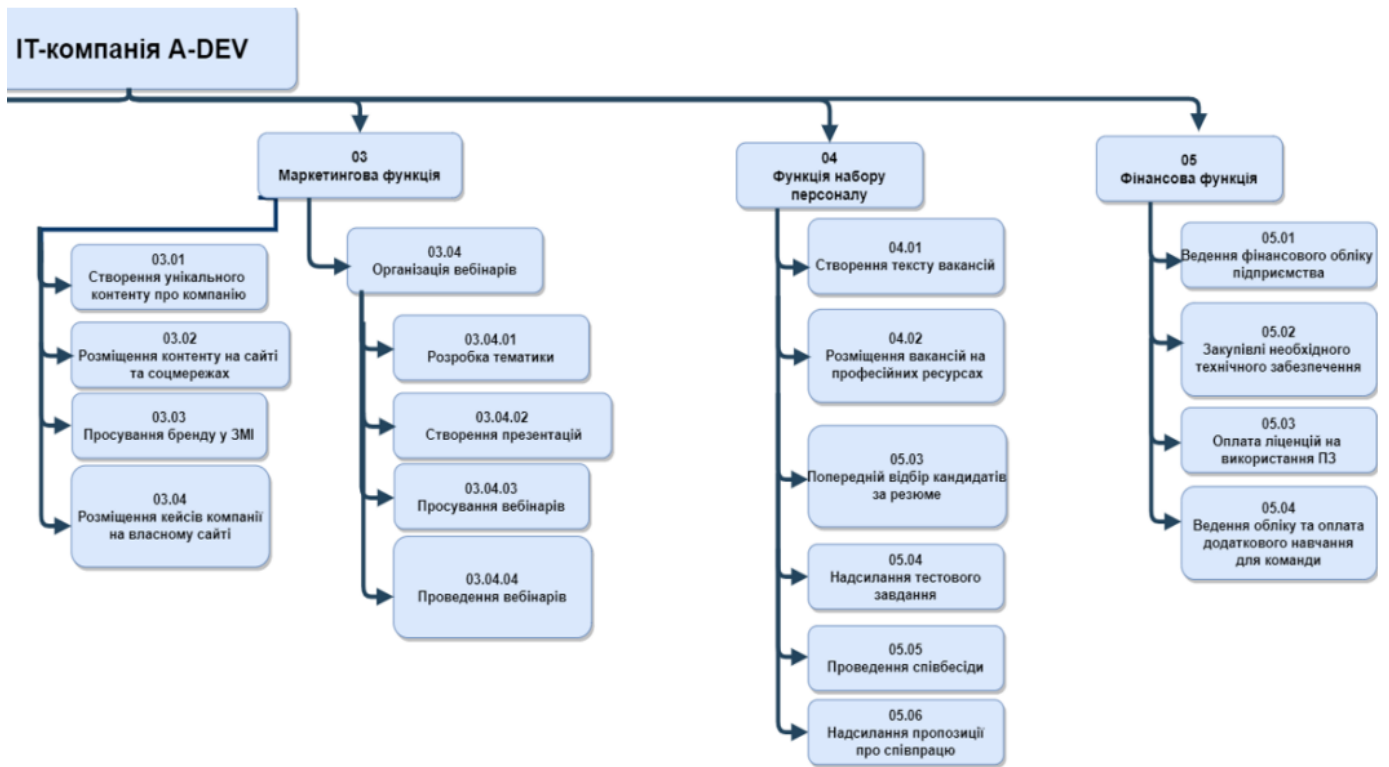 ІТ-компанія A-DEV
03
Маркетингова функція
03.01
Створення унікального
контенту про компанію
03.02
Розміщення контенту на сайті
та соцмережах
03.03
Просування бренду у ЗМІ
03.04
Розміщення кейсів компанії
на власному сайті
03.04
Організація вебінарів
03.04.01
Розробка тематики
03.04.02
Створення презентацій
03.04.03
Просування вебінарів
03.04.04
Проведення вебінарів
04
Функція набору
персоналу
04.01
Створення тексту вакансій
04.02
Розміщення вакансій на
професійних ресурсах
05.03
Попередній відбір кандидатів
за резюме
05.04
Надсилання тестового
завдання
05.05
Проведення співбесіди
05.06
Надсилання пропозиції
про співпрацю
05
Фінансова функція
05.01
Ведення фінансового обліку
підприємства
05.02
Закупівлі необхідного
технічного забезпечення
05.03
Оплата ліценцій на
використання ПЗ
05.04
Ведення обліку та оплата
додаткового навчання
для команди